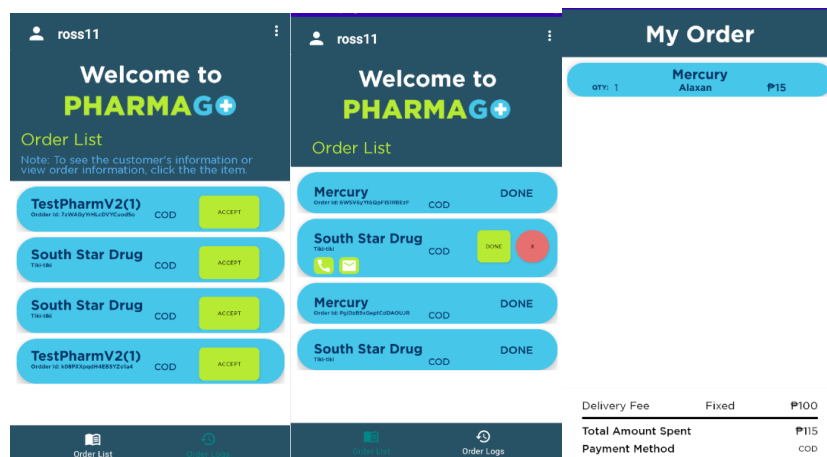 ross11
Welcome to
PHARMAGO
Order List
Note: To see the customer's information or
view order information, click the the item.
TestPharmV2(1)
COD
ACCEPT
South Star Drug
Tiki-tiki
COD
ACCEPT
South Star Drug
Tiki-tiki
COD
ACCEPT
TestPharmV2(1)
COD
ACCEPT
Order List
Order Logs
ross11
Welcome to
PHARMAGO
Order List
Mercury
COD
DONE
South Star Drug
Tiki-tiki
COD
DONE
Mercury
COD
DONE
South Star Drug
Tiki-tiki
COD
DONE
Order List
Order Logs
My Order
Mercury
QTY: 1 Alaxan ₱15
Delivery Fee Fixed ₱100
Total Amount Spent ₱115
Payment Method COD